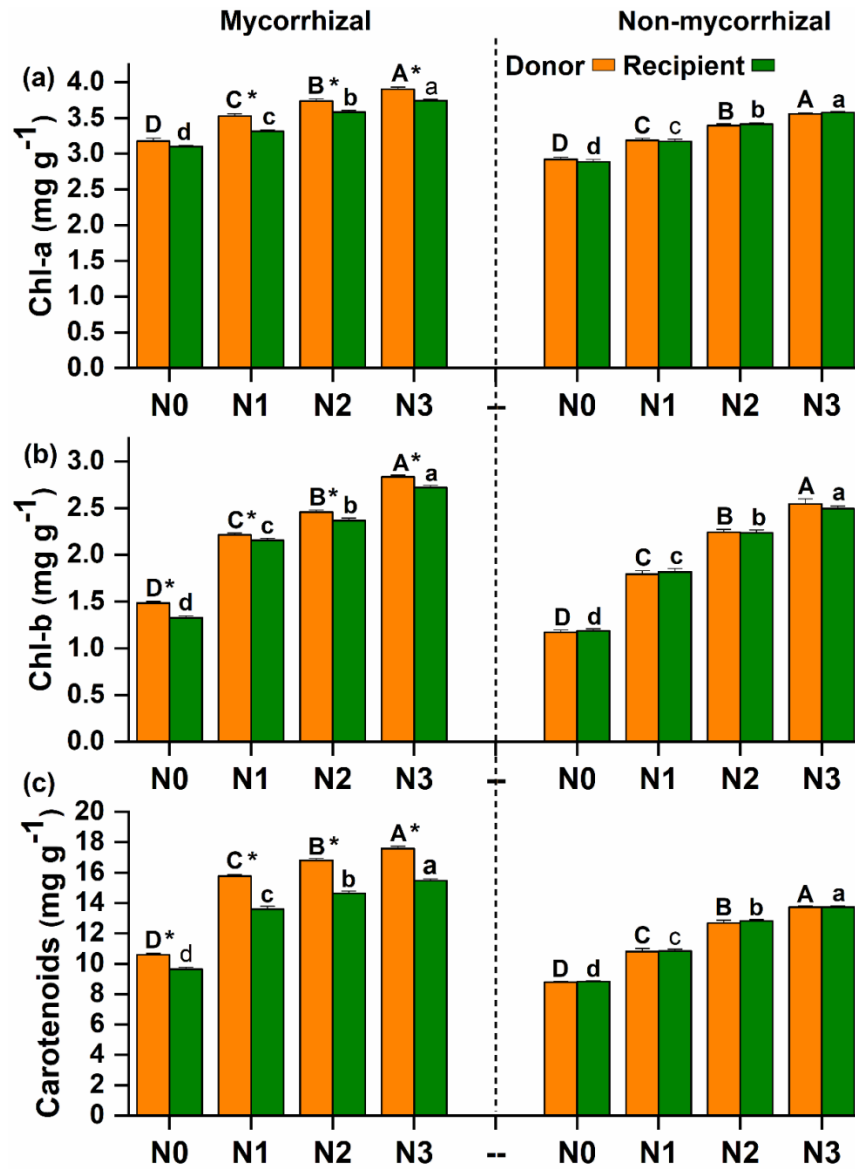 Mycorrhizal Non-mycorrhizal
(a) Donor Recipient
Chl-a (mg g-1)
4.0
3.5
3.0
2.5
2.0
1.5
1.0
0.5
0.0
D d C * c B * b A * a D d C c B b A a
N0 N1 N2 N3 -- N0 N1 N2 N3
(b)
Chl-b (mg g-1)
3.0
2.5
2.0
1.5
1.0
0.5
0.0
D * d C * c B * b A * a D d C c B b A a
N0 N1 N2 N3 -- N0 N1 N2 N3
(c)
Carotenoids (mg g-1)
20
18
16
14
12
10
8
6
4
2
0
D * d C * c B * b A * a D d C c B b A a
N0 N1 N2 N3 -- N0 N1 N2 N3